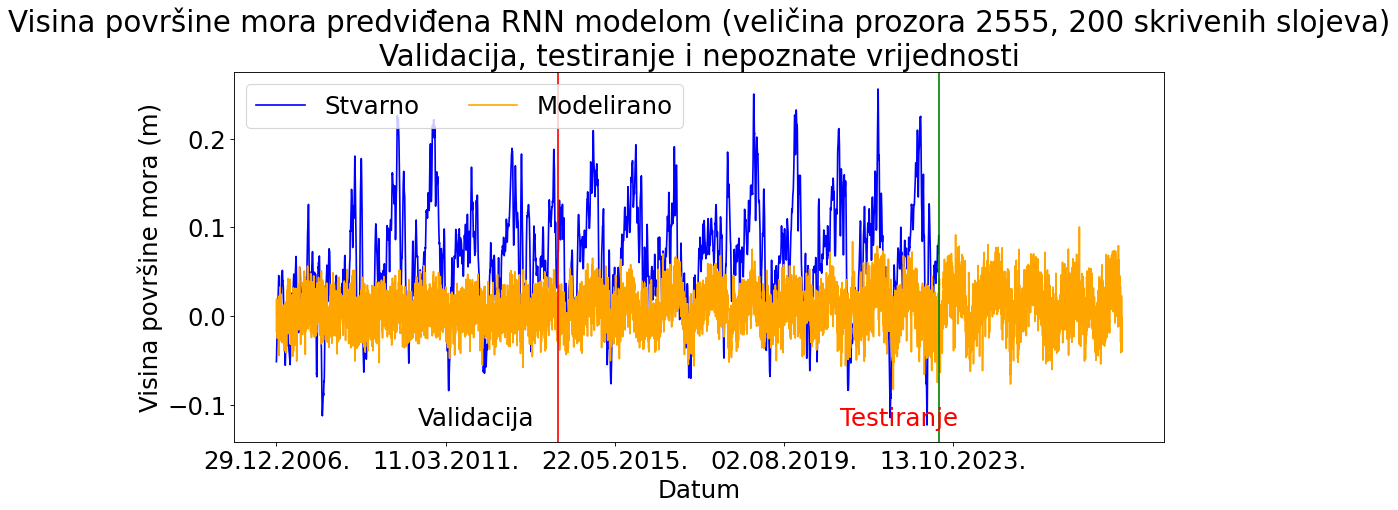 Visina površine mora predviđena RNN modelom (veličina prozora 2555, 200 skrivenih slojeva)
Validacija, testiranje i nepoznate vrijednosti
Stvarno Modelirano
Visina površine mora (m)
0.2
0.1
0.0
−0.1
Validacija Testiranje
29.12.2006. 11.03.2011. 22.05.2015. 02.08.2019. 13.10.2023.
Datum